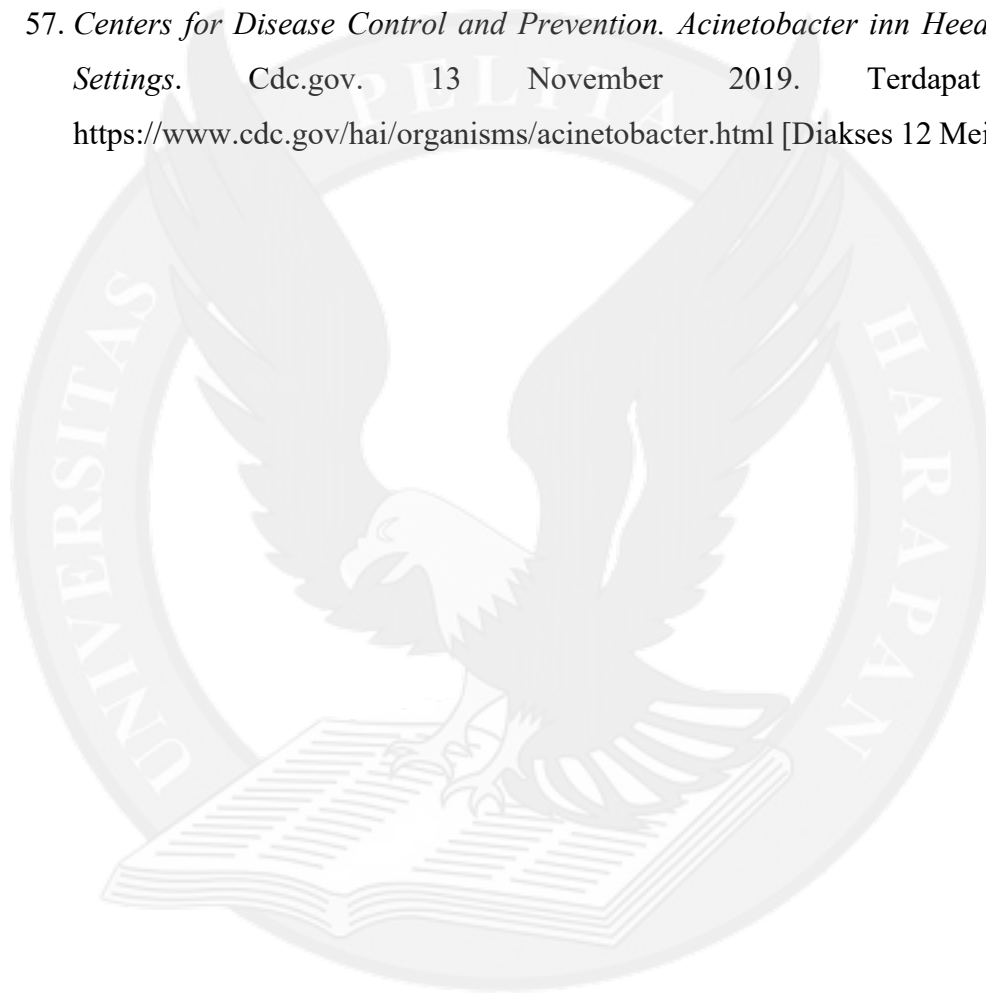 57. Centers for Disease Control and Prevention. Acinetobacter inn Heea
Settings. Cdc.gov. 13 November 2019. Terdapat
https://www.cdc.gov/hai/organisms/acinetobacter.html [Diakses 12 Mei
UNIVERSITAS PELITA HARAPAN